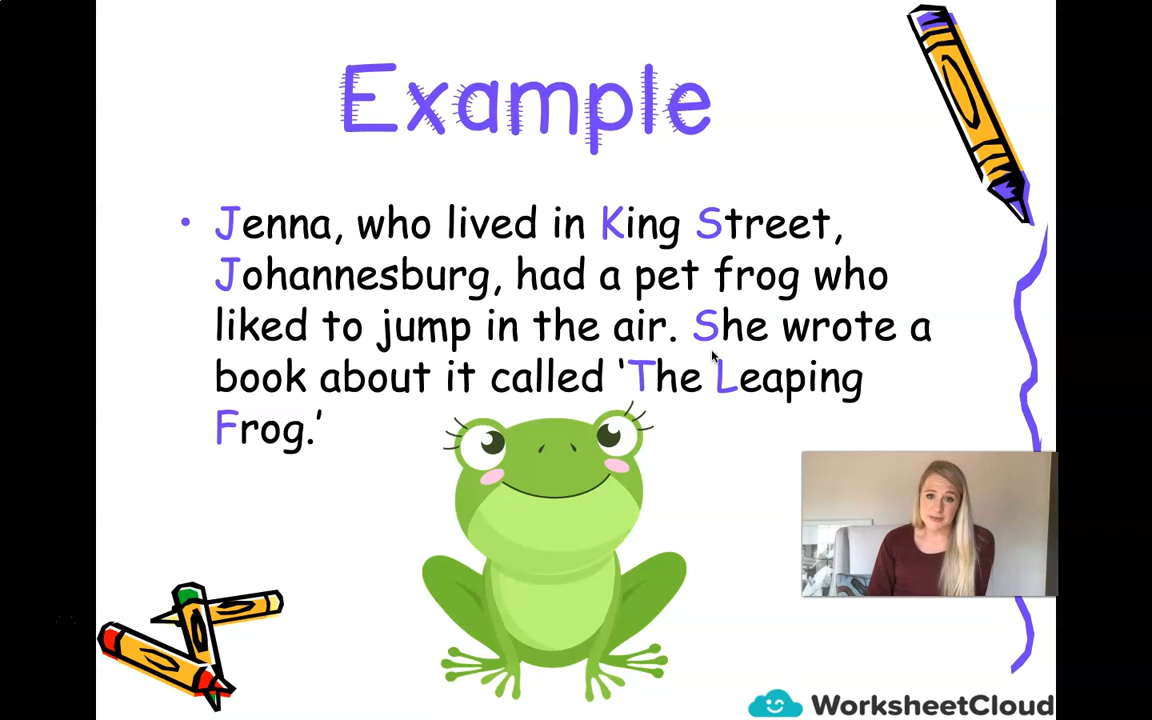 Example
• Jenna, who lived in King Street,
Johannesburg, had a pet frog who
liked to jump in the air. She wrote a
book about it called ‘The Leaping
Frog.’
WorksheetCloud